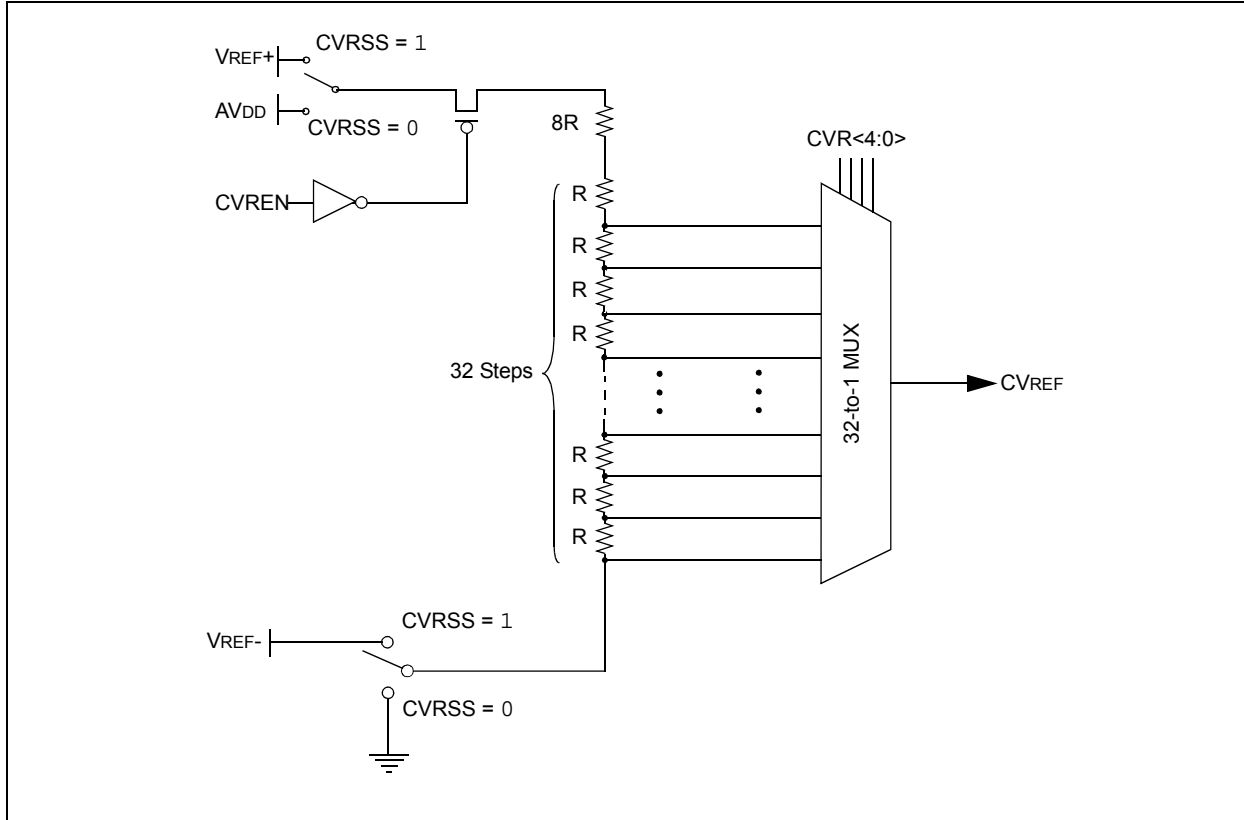 CVRSS = 1
VREF+
AVDD
CVRSS = 0
8R
CVR<4:0>
CVREN
R
R
R
R
32 Steps
32-to-1 MUX
CVREF
R
R
R
CVRSS = 1
VREF-
CVRSS = 0